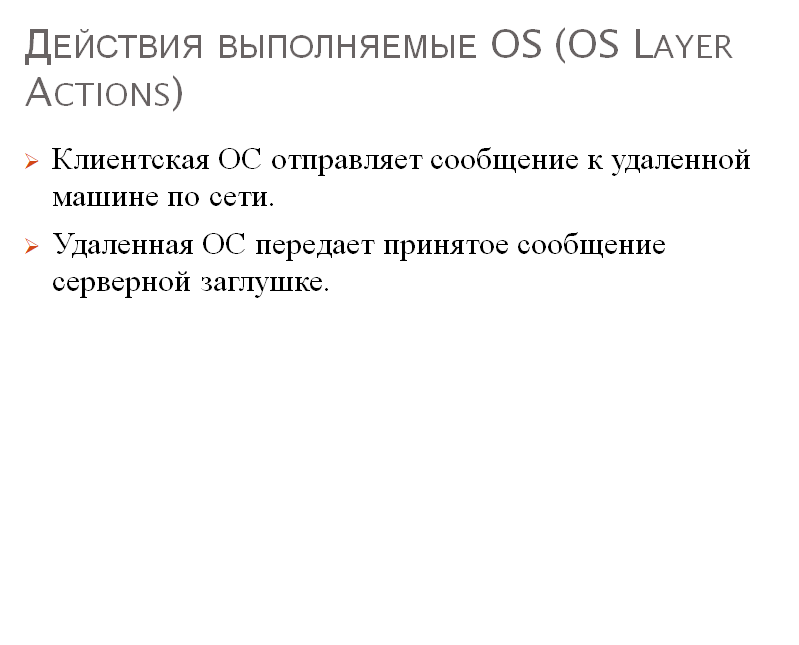 Действия выполняемые OS (OS Layer
Actions)
Клиентская ОС отправляет сообщение к удаленной
машине по сети.
Удаленная ОС передает принятое сообщение
серверной заглушке.